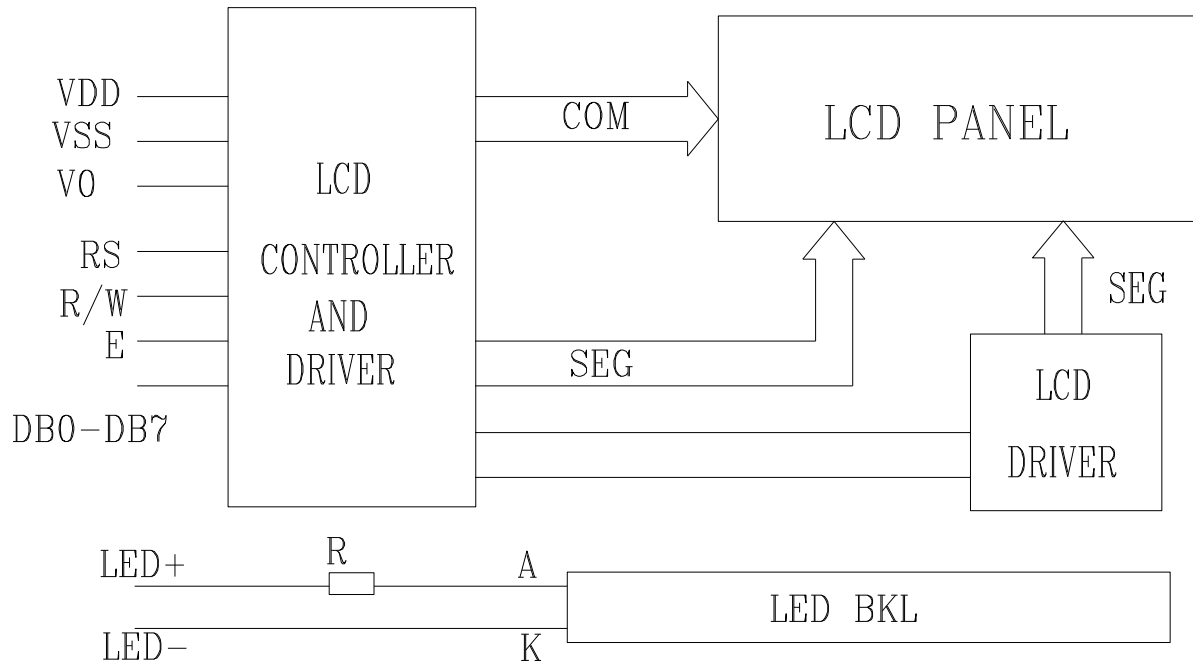 VDD
VSS
V0
RS
R/W
E
DB0-DB7
LCD
CONTROLLER
AND
DRIVER
COM
SEG
LCD PANEL
SEG
LCD
DRIVER
LED+
R
A
LED-
K
LED BKL